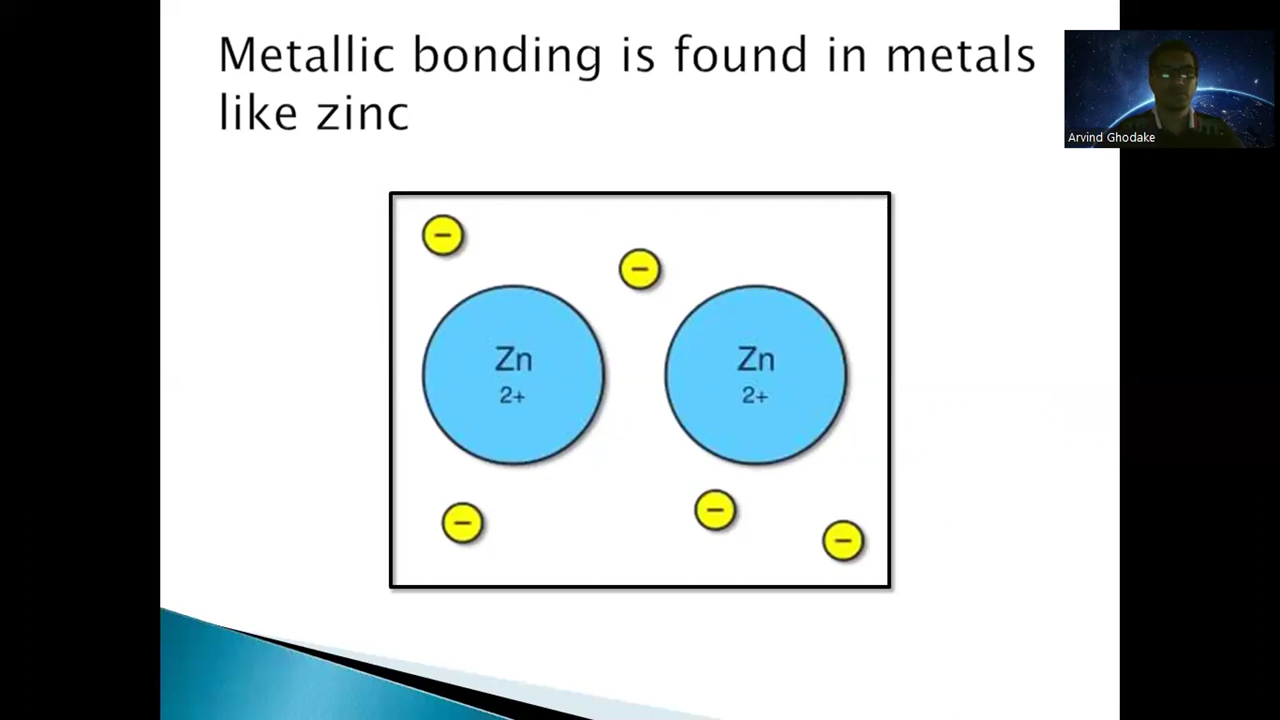 Metallic bonding is found in metals
like zinc
Arvind Ghodake
−
−
Zn
2+
Zn
2+
−
−
−